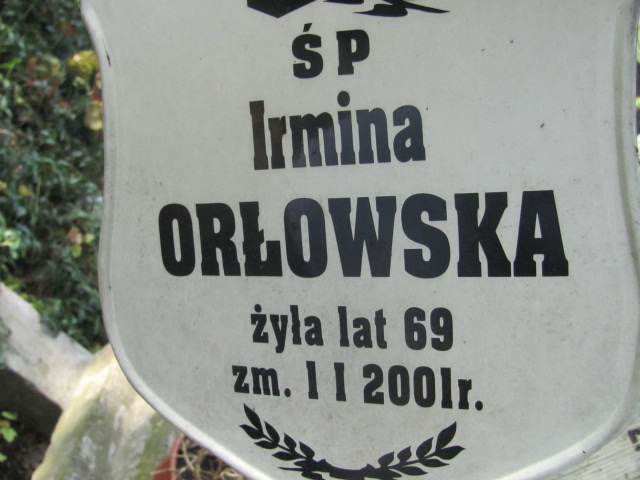 ŚP
Irmina
ORŁOWSKA
żyła lat 69
zm. 1 I 2001r.